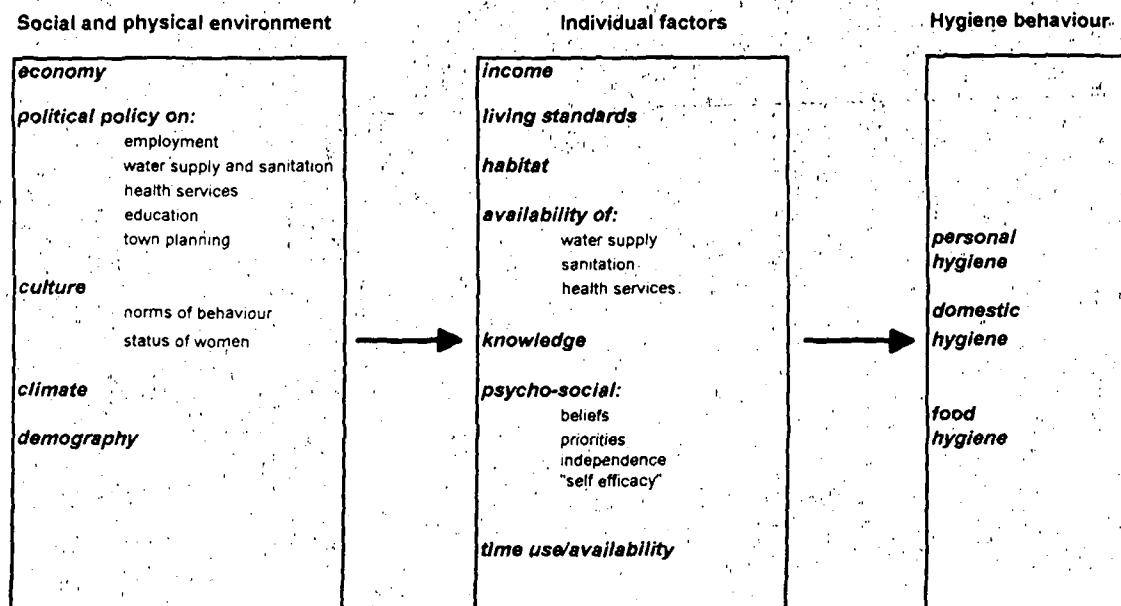 Social and physical environment
economy
political policy on:
employment
water supply and sanitation
health services
education
town planning
culture
norms of behaviour
status of women
climate
demography
Individual factors
income
living standards
habitat
availability of:
water supply
sanitation
health services.
knowledge
psycho-social:
beliefs
priorities
independence
"self efficacy"
time use/availability
Hygiene behaviour
personal
hygiene
domestic
hygiene
food
hygiene